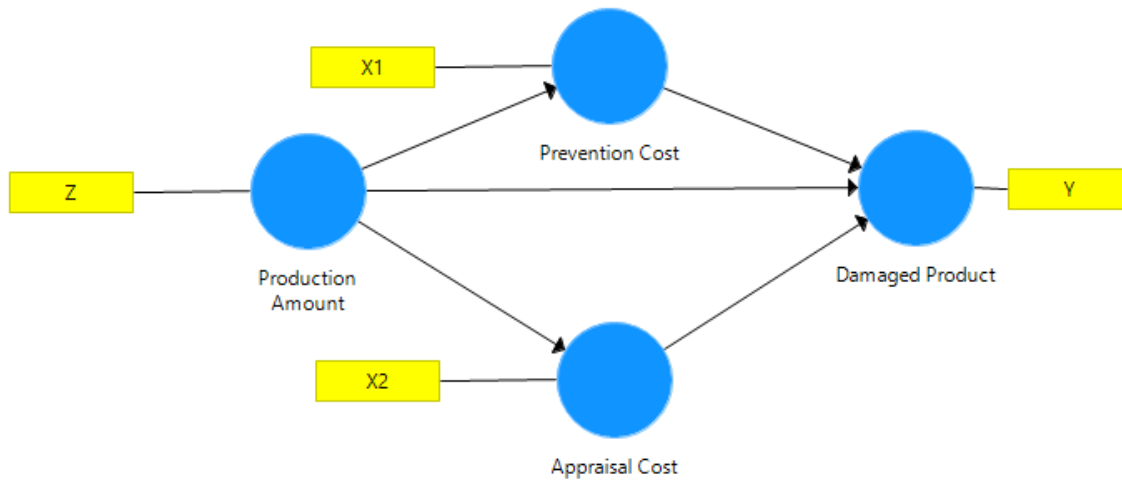 X1
Prevention Cost
Z
Y
Production
Amount
Damaged Product
X2
Appraisal Cost